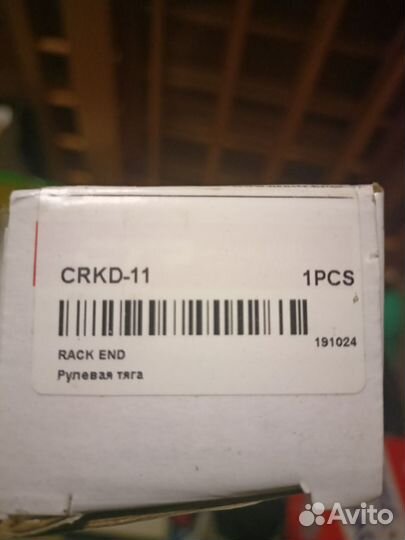 CRKD-11 1PCS
191024
RACK END
Рулевая тяга
Avito